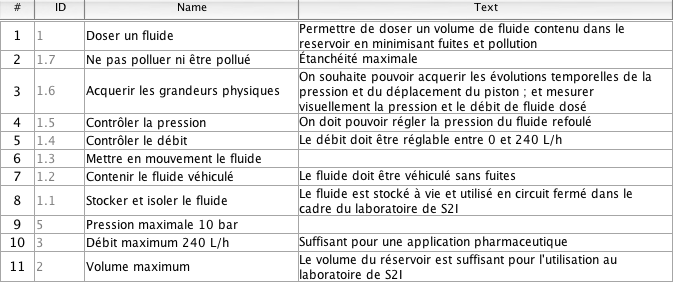 # ID Name Text
1 1 Doser un fluide Permettre de doser un volume de fluide contenu dans le
reservoir en minimisant fuites et pollution
2 1.7 Ne pas polluer ni être pollué Étanchéité maximale
3 1.6 Acquerir les grandeurs physiques On souhaite pouvoir acquerir les évolutions temporelles de la
pression et du déplacement du piston ; et mesurer
visuellement la pression et le débit de fluide dosé
4 1.5 Contrôler la pression On doit pouvoir régler la pression du fluide refoulé
5 1.4 Contrôler le débit Le débit doit être réglable entre 0 et 240 L/h
6 1.3 Mettre en mouvement le fluide
7 1.2 Contenir le fluide véhiculé Le fluide doit être véhiculé sans fuites
8 1.1 Stocker et isoler le fluide Le fluide est stocké à vie et utilisé en circuit fermé dans le
cadre du laboratoire de S2I
9 5 Pression maximale 10 bar
10 3 Débit maximum 240 L/h Suffisant pour une application pharmaceutique
11 2 Volume maximum Le volume du réservoir est suffisant pour l'utilisation au
laboratoire de S2I